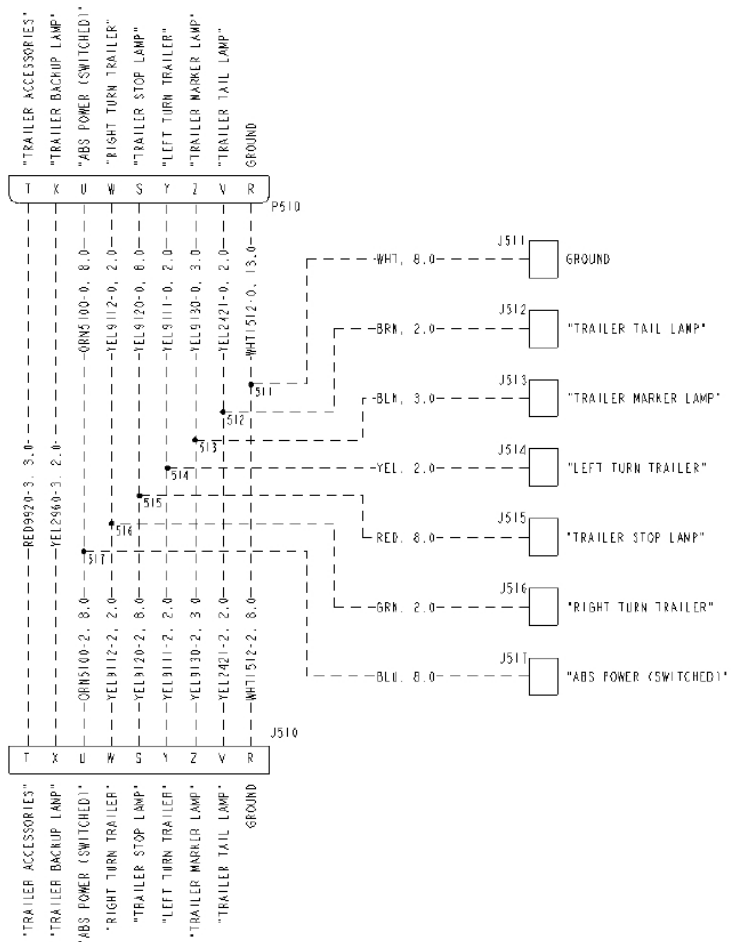 "TRAILER ACCESSORIES"
"TRAILER BACKUP LAMP"
"ABS POWER (SWITCHED)"
"RIGHT TURN TRAILER"
"TRAILER STOP LAMP"
"LEFT TURN TRAILER"
"TRAILER MARKER LAMP"
"TRAILER TAIL LAMP"
GROUND
T X U W S Y Z V R
P510
ORN5100-0, 8.0
YEL9112-0, 2.0
YEL9120-0, 8.0
YEL9111-0, 2.0
YEL9130-0, 3.0
YEL2421-0, 2.0
WHT1512-0, 13.0
RED9920-3, 3.0
YEL2960-3, 2.0
511
512
513
514
515
516
517
WHT, 8.0
J511
GROUND
BRN, 2.0
J512
"TRAILER TAIL LAMP"
BLK, 3.0
J513
"TRAILER MARKER LAMP"
YEL, 2.0
J514
"LEFT TURN TRAILER"
RED, 8.0
J515
"TRAILER STOP LAMP"
GRN, 2.0
J516
"RIGHT TURN TRAILER"
BLU, 8.0
J517
"ABS POWER (SWITCHED)"
ORN5100-2, 8.0
YEL9112-2, 2.0
YEL9120-2, 8.0
YEL9111-2, 2.0
YEL9130-2, 3.0
YEL2421-2, 2.0
WHT1512-2, 8.0
J510
T X U W S Y Z V R
"TRAILER ACCESSORIES"
"TRAILER BACKUP LAMP"
"ABS POWER (SWITCHED)"
"RIGHT TURN TRAILER"
"TRAILER STOP LAMP"
"LEFT TURN TRAILER"
"TRAILER MARKER LAMP"
"TRAILER TAIL LAMP"
GROUND